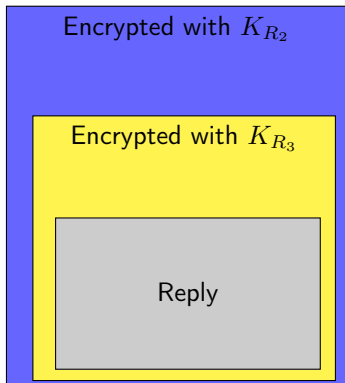 Encrypted with $K_{R_2}$
Encrypted with $K_{R_3}$
Reply